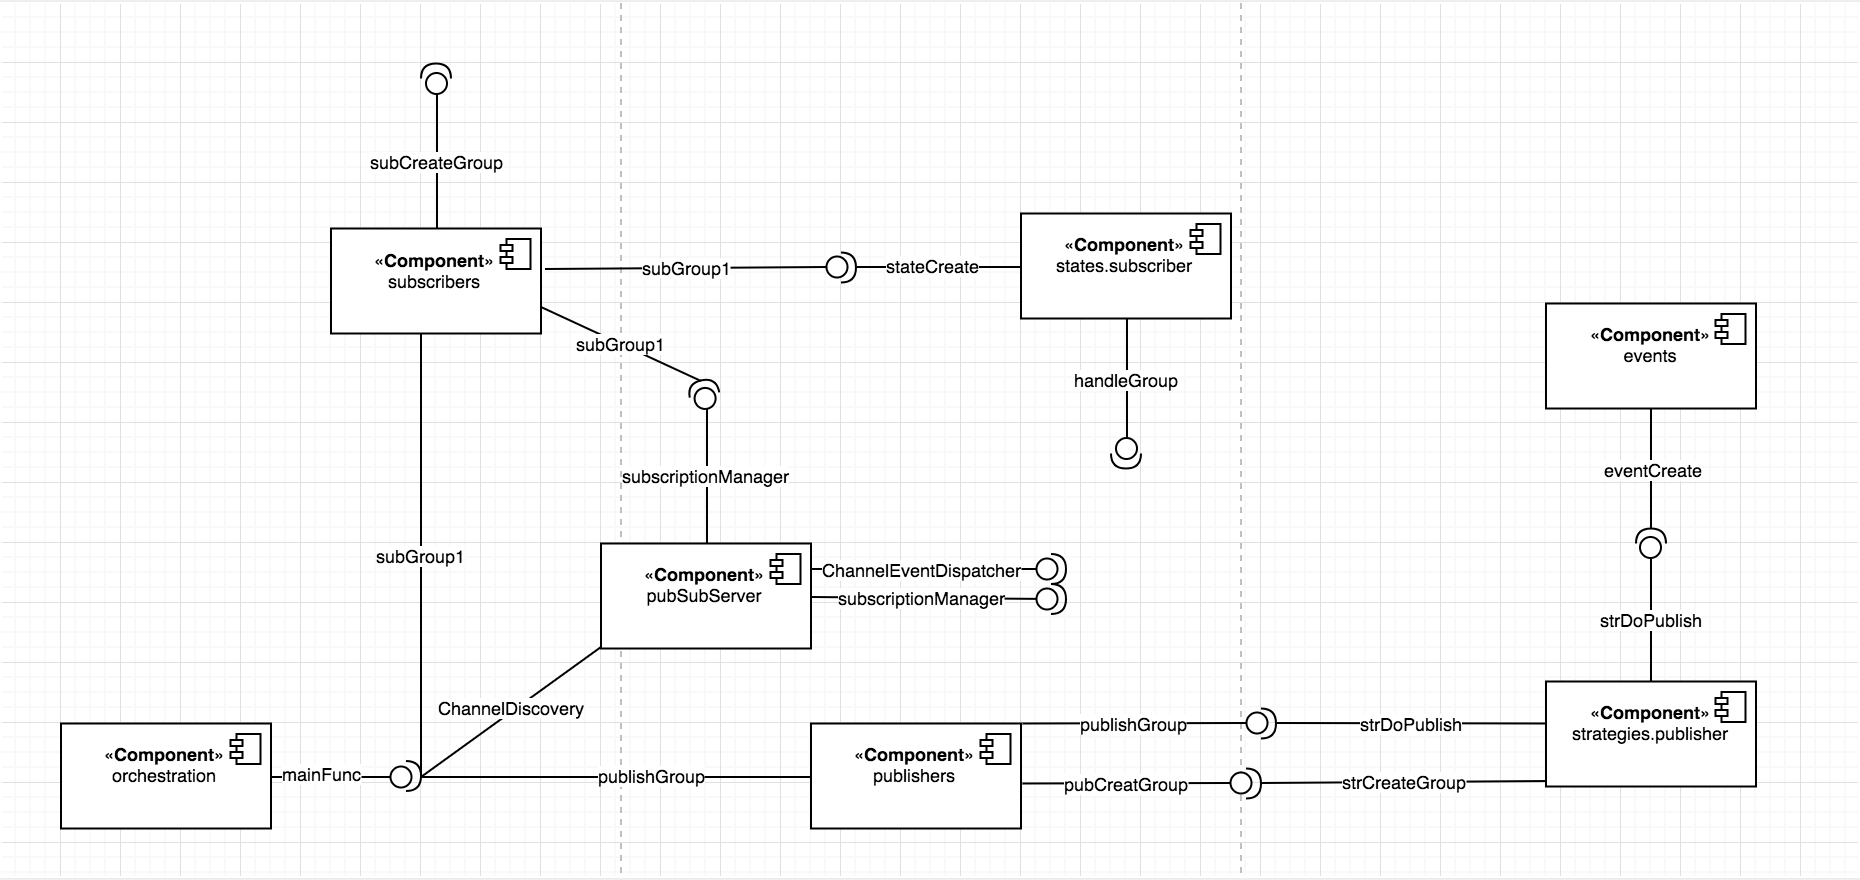 subCreateGroup
«Component»
subscribers
subGroup1
stateCreate
«Component»
states.subscriber
subGroup1
handleGroup
«Component»
events
subscriptionManager
eventCreate
subGroup1
«Component»
pubSubServer
ChannelEventDispatcher
subscriptionManager
strDoPublish
ChannelDiscovery
«Component»
orchestration
mainFunc
publishGroup
«Component»
publishers
publishGroup
strDoPublish
pubCreatGroup
strCreateGroup
«Component»
strategies.publisher